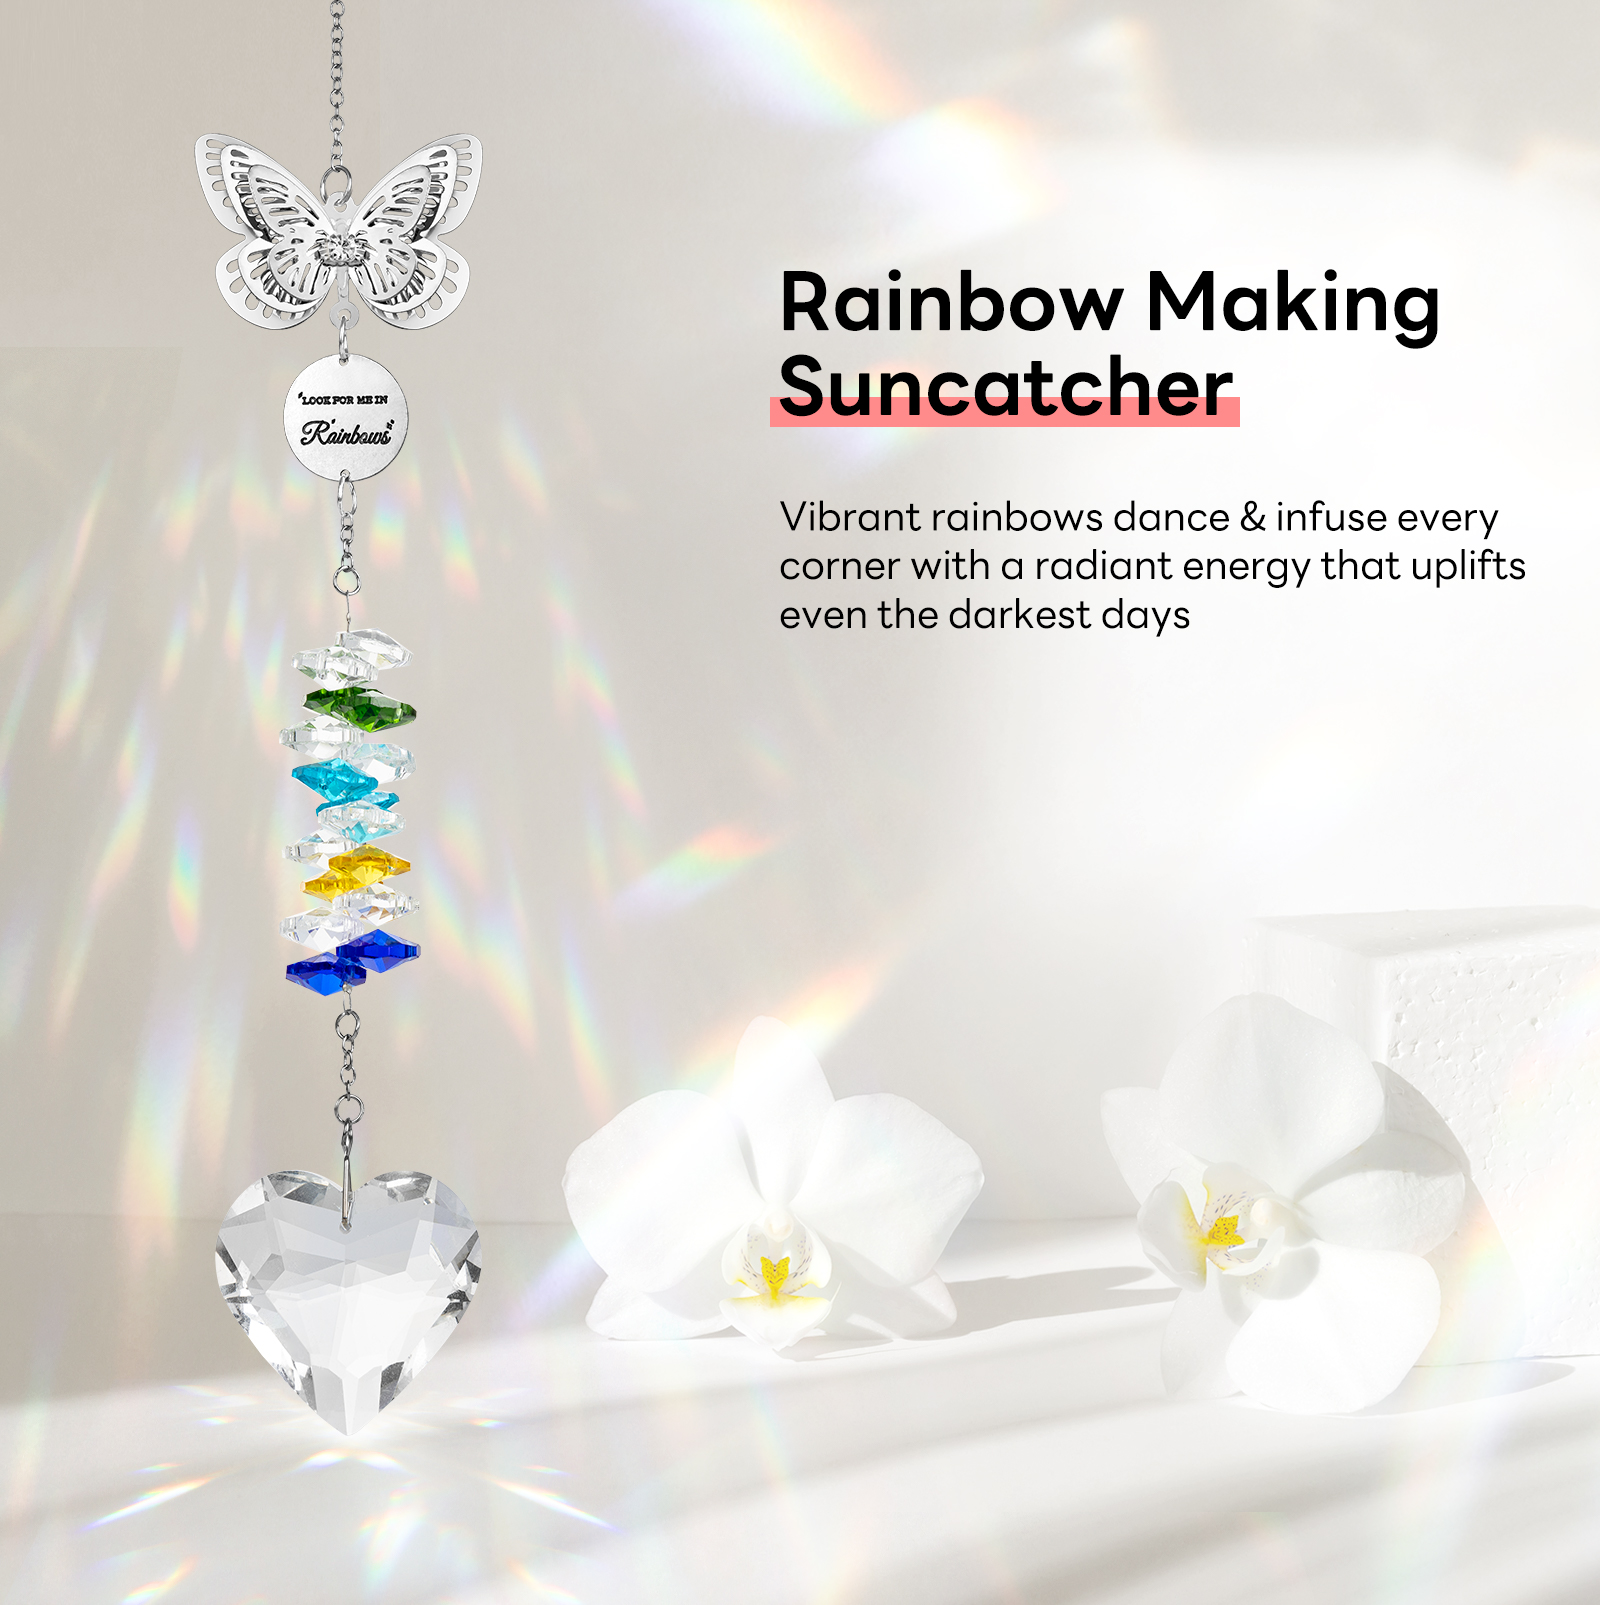 "LOOK FOR ME IN
Rainbows"
Rainbow Making
Suncatcher
Vibrant rainbows dance & infuse every
corner with a radiant energy that uplifts
even the darkest days